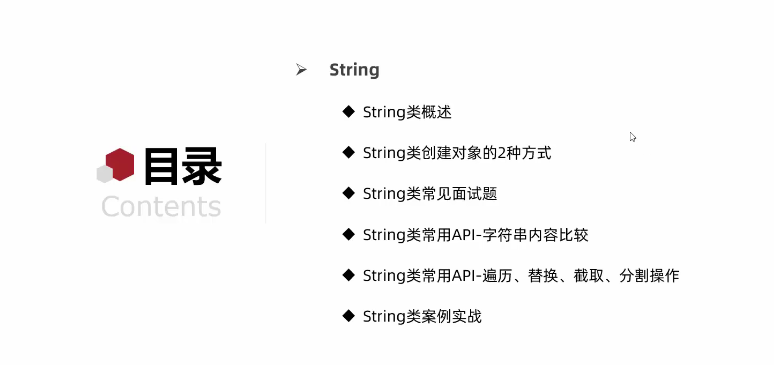 目录
Contents
String
String类概述
String类创建对象的2种方式
String类常见面试题
String类常用API-字符串内容比较
String类常用API-遍历、替换、截取、分割操作
String类案例实战